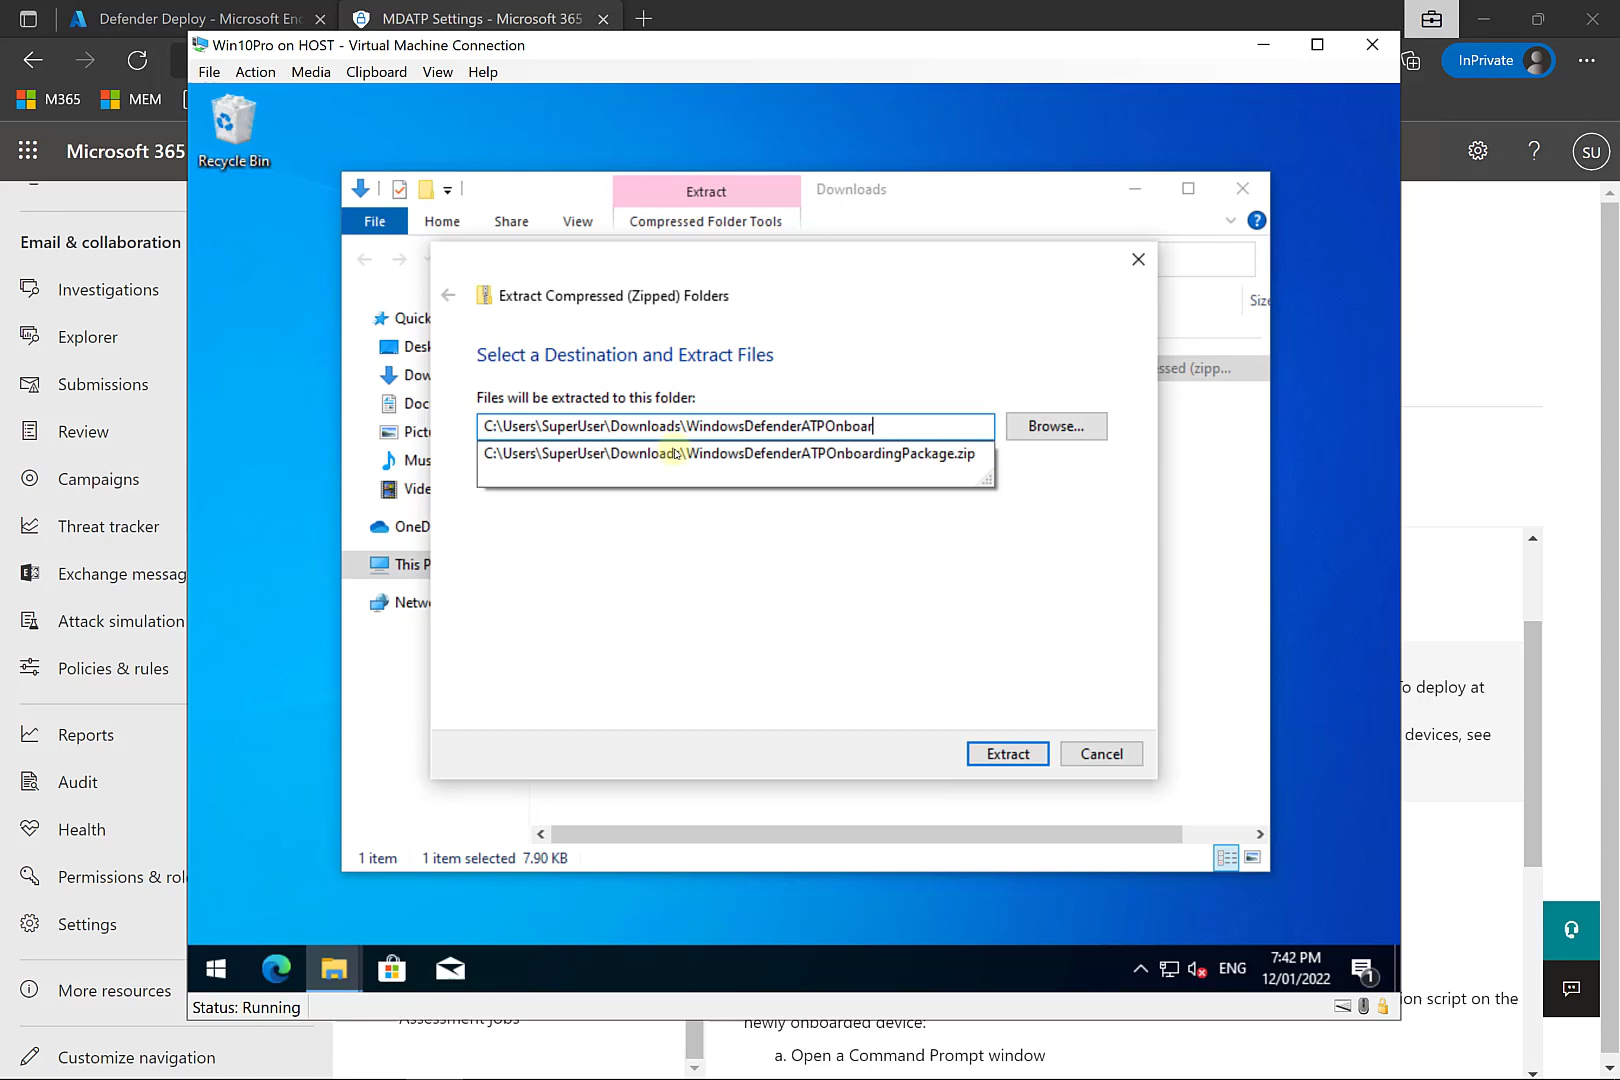 Defender Deploy - Microsoft En
MDATP Settings - Microsoft 365
InPrivate
M365
MEM
Microsoft 365
SU
Email & collaboration
Investigations
Explorer
Submissions
Review
Campaigns
Threat tracker
Exchange messag
Attack simulation
Policies & rules
Reports
Audit
Health
Permissions & rol
Settings
More resources
Customize navigation
Win10Pro on HOST - Virtual Machine Connection
File Action Media Clipboard View Help
Recycle Bin
Extract
Downloads
File Home Share View Compressed Folder Tools
Quick
Desk
Dow
Doc
Pict
Mus
Vide
OneD
This P
Netw
Size
ssed (zipp...
Extract Compressed (Zipped) Folders
Select a Destination and Extract Files
Files will be extracted to this folder:
C:\Users\SuperUser\Downloads\WindowsDefenderATPOnboar
Browse...
C:\Users\SuperUser\Downloads\WindowsDefenderATPOnboardingPackage.zip
Extract
Cancel
1 item 1 item selected 7.90 KB
ENG
7:42 PM
12/01/2022
1
Status: Running
To deploy at
devices, see
ion script on the
Assessment Jobs
newly onboarded device:
a. Open a Command Prompt window